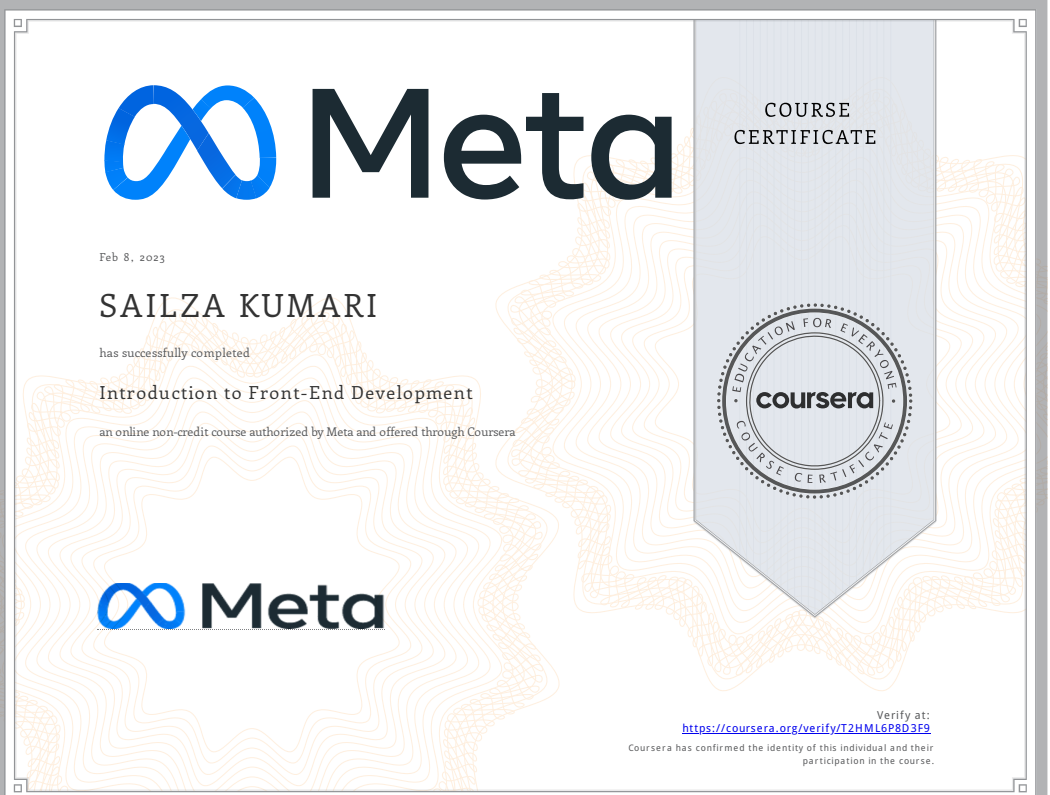 Meta
COURSE
CERTIFICATE
Feb 8, 2023
SAILZA KUMARI
has successfully completed
Introduction to Front-End Development
an online non-credit course authorized by Meta and offered through Coursera
EDUCATION FOR EVERYONE
coursera
COURSE CERTIFICATE
Meta
Verify at:
https://coursera.org/verify/T2HML6P8D3F9
Coursera has confirmed the identity of this individual and their
participation in the course.